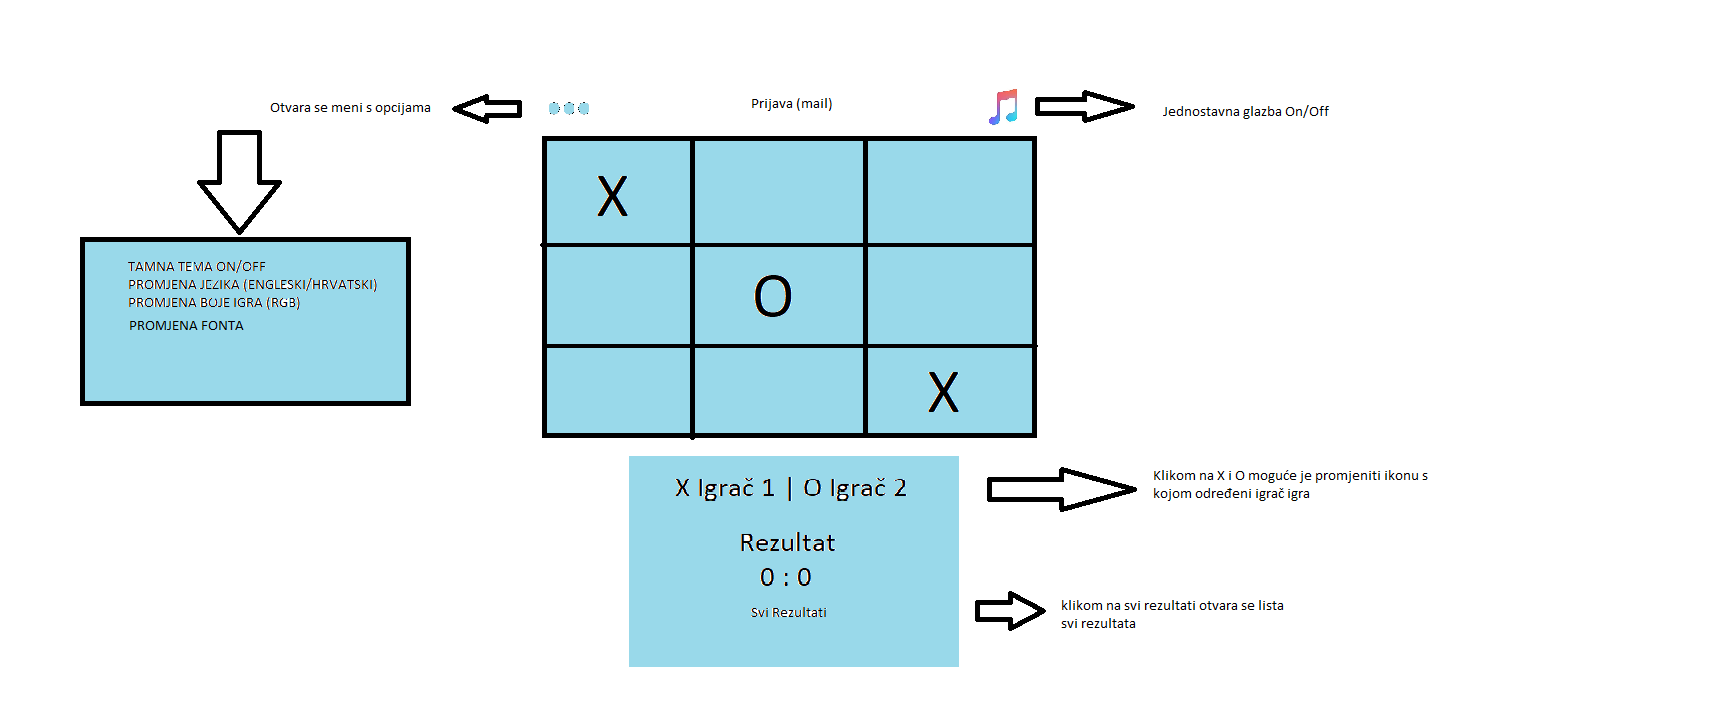 Otvara se meni s opcijama
Prijava (mail)
Jednostavna glazba On/Off
TAMNA TEMA ON/OFF
PROMJENA JEZIKA (ENGLESKI/HRVATSKI)
PROMJENA BOJE IGRA (RGB)
PROMJENA FONTA
X
O
X
X Igrač 1 | O Igrač 2
Rezultat
0 : 0
Svi Rezultati
Klikom na X i O moguće je promjeniti ikonu s
kojom određeni igrač igra
klikom na svi rezultati otvara se lista
svi rezultata